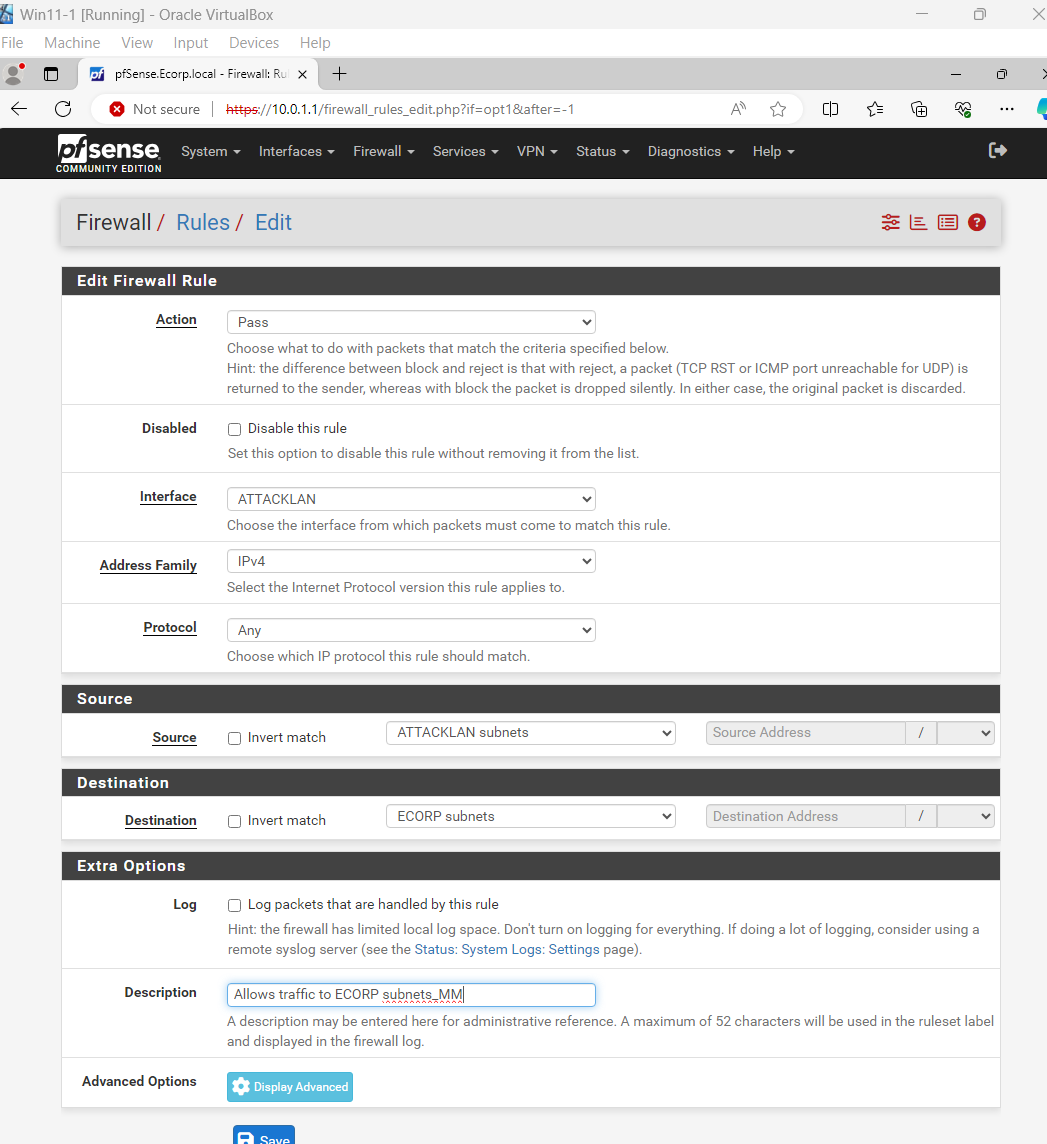 Win11-1 [Running] - Oracle VirtualBox
File Machine View Input Devices Help
pfSense.Ecorp.local - Firewall: Ru
Not secure https://10.0.1.1/firewall_rules_edit.php?if=opt1&after=-1
pfsense
COMMUNITY EDITION
System Interfaces Firewall Services VPN Status Diagnostics Help
Firewall / Rules / Edit
Edit Firewall Rule
Action Pass
Choose what to do with packets that match the criteria specified below.
Hint: the difference between block and reject is that with reject, a packet (TCP RST or ICMP port unreachable for UDP) is
returned to the sender, whereas with block the packet is dropped silently. In either case, the original packet is discarded.
Disabled Disable this rule
Set this option to disable this rule without removing it from the list.
Interface ATTACKLAN
Choose the interface from which packets must come to match this rule.
Address Family IPv4
Select the Internet Protocol version this rule applies to.
Protocol Any
Choose which IP protocol this rule should match.
Source
Source Invert match ATTACKLAN subnets Source Address /
Destination
Destination Invert match ECORP subnets Destination Address /
Extra Options
Log Log packets that are handled by this rule
Hint: the firewall has limited local log space. Don't turn on logging for everything. If doing a lot of logging, consider using a
remote syslog server (see the Status: System Logs: Settings page).
Description Allows traffic to ECORP subnets_MM
A description may be entered here for administrative reference. A maximum of 52 characters will be used in the ruleset label
and displayed in the firewall log.
Advanced Options Display Advanced
Save